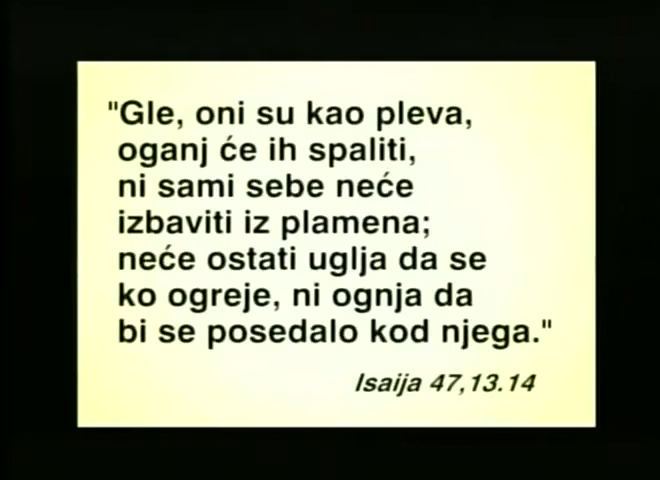 "Gle, oni su kao pleva,
oganj će ih spaliti,
ni sami sebe neće
izbaviti iz plamena;
neće ostati uglja da se
ko ogreje, ni ognja da
bi se posedalo kod njega."
Isaija 47,13.14